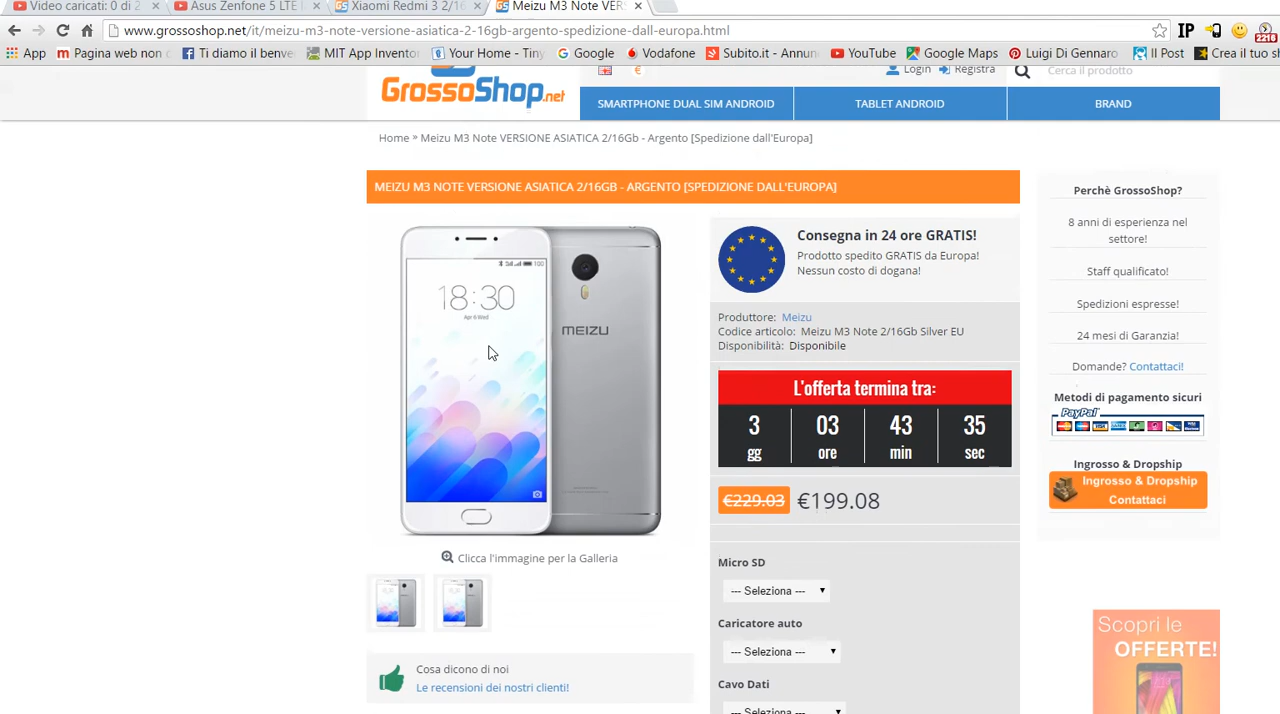 Video caricati: 0 di 2
Asus Zenfone 5 LTE
Xiaomi Redmi 3 2/16
Meizu M3 Note VERS
www.grossoshop.net/it/meizu-m3-note-versione-asiatica-2-16gb-argento-spedizione-dall-europa.html
IP
2216
App
Pagina web non
Ti diamo il benve
MIT App Inventor
Your Home - Tiny
Google
Vodafone
Subito.it - Annun
YouTube
Google Maps
Luigi Di Gennaro
Il Post
Crea il tuo s
GrossoShop.net
€
Login
Registra
Cerca il prodotto
SMARTPHONE DUAL SIM ANDROID
TABLET ANDROID
BRAND
Home » Meizu M3 Note VERSIONE ASIATICA 2/16Gb - Argento [Spedizione dall'Europa]
MEIZU M3 NOTE VERSIONE ASIATICA 2/16GB - ARGENTO [SPEDIZIONE DALL'EUROPA]
18:30
Apr 6 Wed
MEIZU
Clicca l'immagine per la Galleria
Cosa dicono di noi
Le recensioni dei nostri clienti!
Consegna in 24 ore GRATIS!
Prodotto spedito GRATIS da Europa!
Nessun costo di dogana!
Produttore: Meizu
Codice articolo: Meizu M3 Note 2/16Gb Silver EU
Disponibilità: Disponibile
L'offerta termina tra:
3 03 43 35
gg ore min sec
€229.03 €199.08
Micro SD
--- Seleziona ---
Caricatore auto
--- Seleziona ---
Cavo Dati
--- Seleziona ---
Perchè GrossoShop?
8 anni di esperienza nel
settore!
Staff qualificato!
Spedizioni espresse!
24 mesi di Garanzia!
Domande? Contattaci!
Metodi di pagamento sicuri
PayPal
Ingrosso & Dropship
Ingrosso & Dropship
Contattaci
Scopri le
OFFERTE!